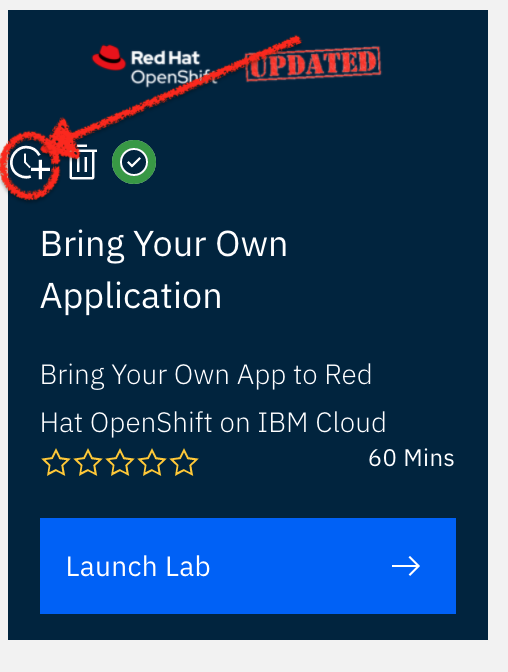 Red Hat
OpenShift
UPDATED
Bring Your Own
Application
Bring Your Own App to Red
Hat OpenShift on IBM Cloud
60 Mins
Launch Lab